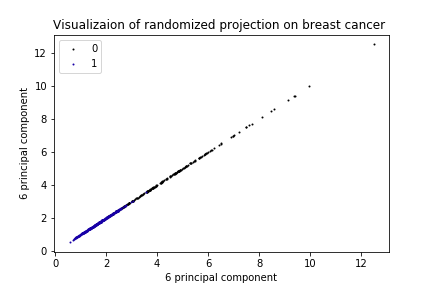 Visualizaion of randomized projection on breast cancer
0
1
12
10
8
6
4
2
0
6 principal component
0 2 4 6 8 10 12
6 principal component